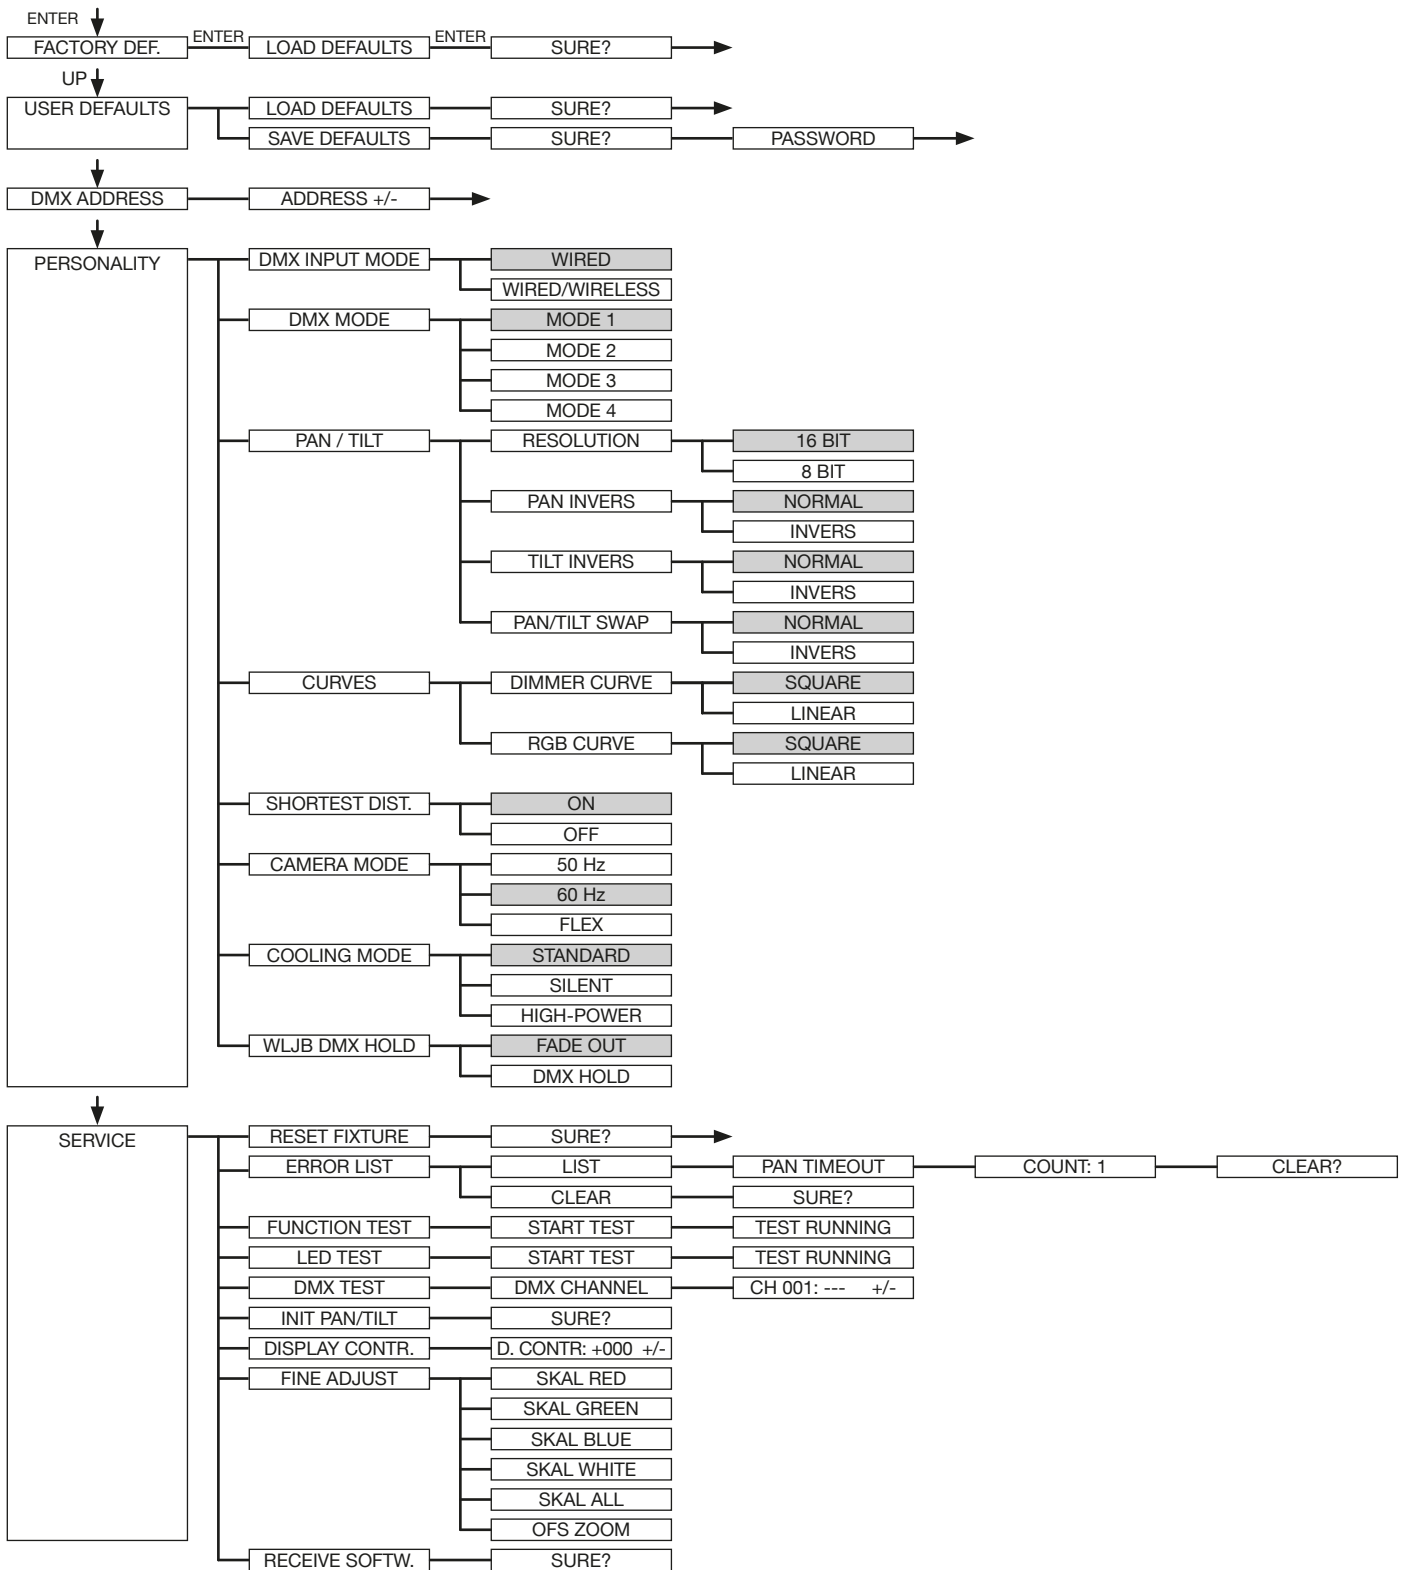 ENTER
FACTORY DEF. ENTER LOAD DEFAULTS ENTER SURE?
UP
USER DEFAULTS LOAD DEFAULTS SURE?
SAVE DEFAULTS SURE? PASSWORD
DMX ADDRESS ADDRESS +/-
PERSONALITY DMX INPUT MODE WIRED
WIRED/WIRELESS
DMX MODE MODE 1
MODE 2
MODE 3
MODE 4
PAN / TILT RESOLUTION 16 BIT
8 BIT
PAN INVERS NORMAL
INVERS
TILT INVERS NORMAL
INVERS
PAN/TILT SWAP NORMAL
INVERS
CURVES DIMMER CURVE SQUARE
LINEAR
RGB CURVE SQUARE
LINEAR
SHORTEST DIST. ON
OFF
CAMERA MODE 50 Hz
60 Hz
FLEX
COOLING MODE STANDARD
SILENT
HIGH-POWER
WLJB DMX HOLD FADE OUT
DMX HOLD
SERVICE RESET FIXTURE SURE?
ERROR LIST LIST PAN TIMEOUT COUNT: 1 CLEAR?
CLEAR SURE?
FUNCTION TEST START TEST TEST RUNNING
LED TEST START TEST TEST RUNNING
DMX TEST DMX CHANNEL CH 001: --- +/-
INIT PAN/TILT SURE?
DISPLAY CONTR. D. CONTR: +000 +/-
FINE ADJUST SKAL RED
SKAL GREEN
SKAL BLUE
SKAL WHITE
SKAL ALL
OFS ZOOM
RECEIVE SOFTW. SURE?